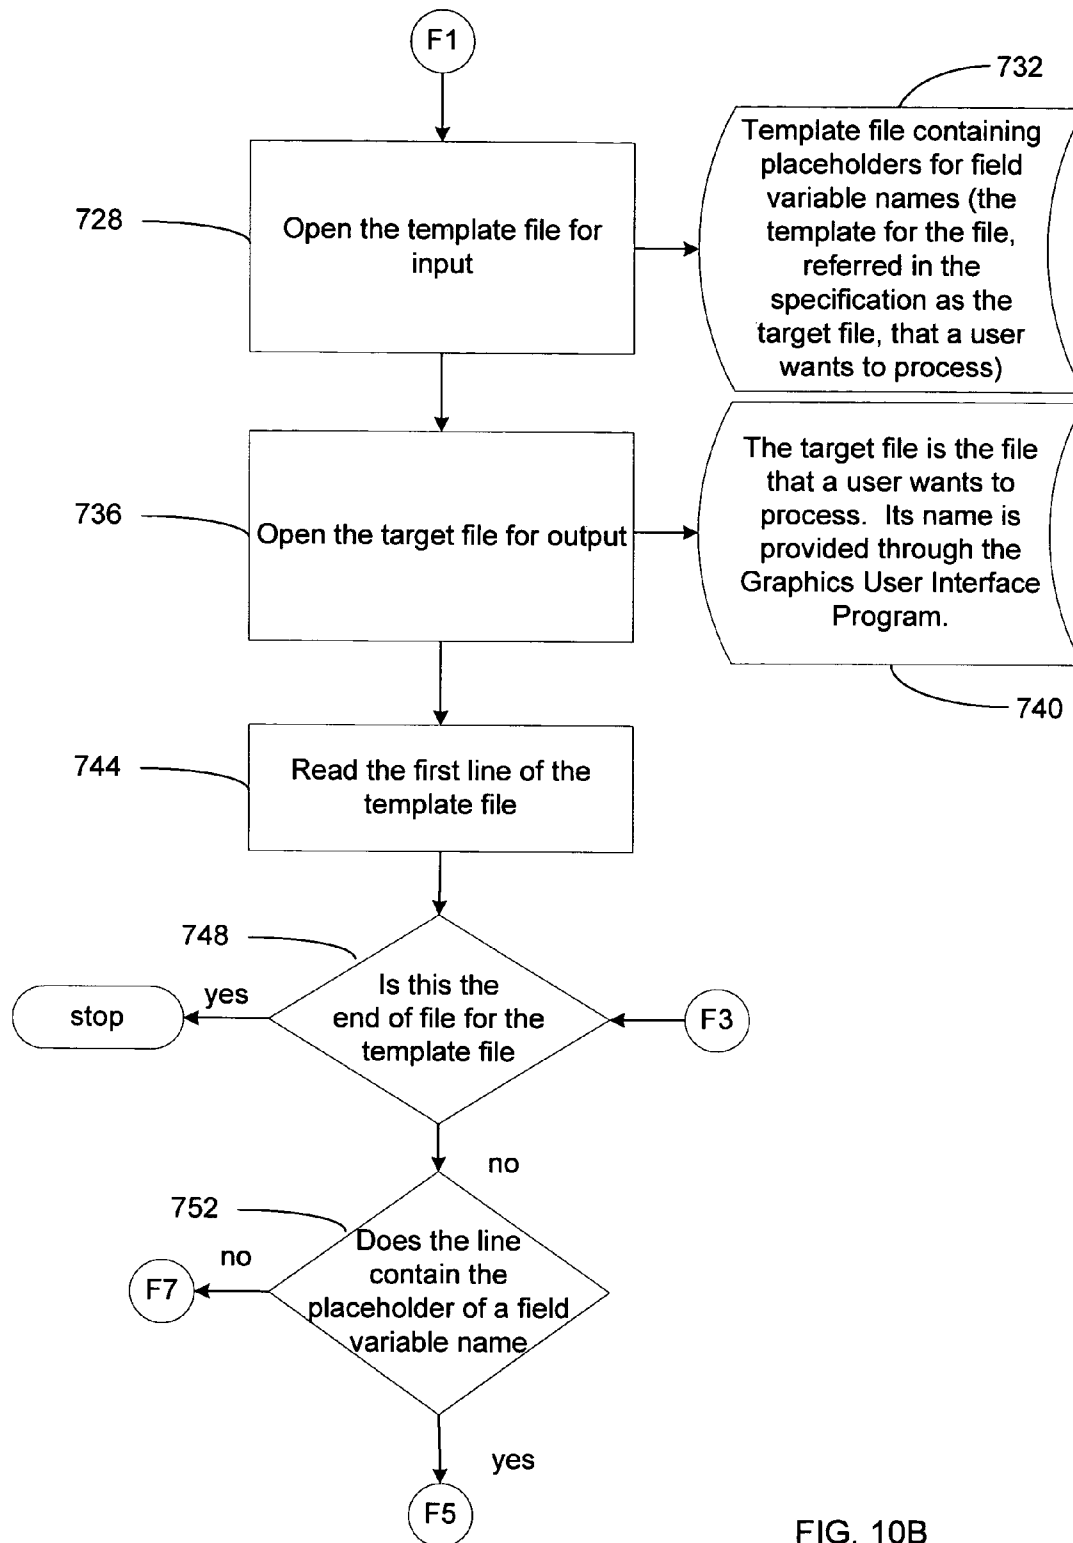 F1
732
Template file containing
placeholders for field
variable names (the
template for the file,
referred in the
specification as the
target file, that a user
wants to process)
728
Open the template file for
input
The target file is the file
that a user wants to
process. Its name is
provided through the
Graphics User Interface
Program.
736
Open the target file for output
740
744
Read the first line of the
template file
748
Is this the
end of file for the
template file
yes
stop
F3
no
752
Does the line
contain the
placeholder of a field
variable name
no
F7
yes
F5
FIG. 10B